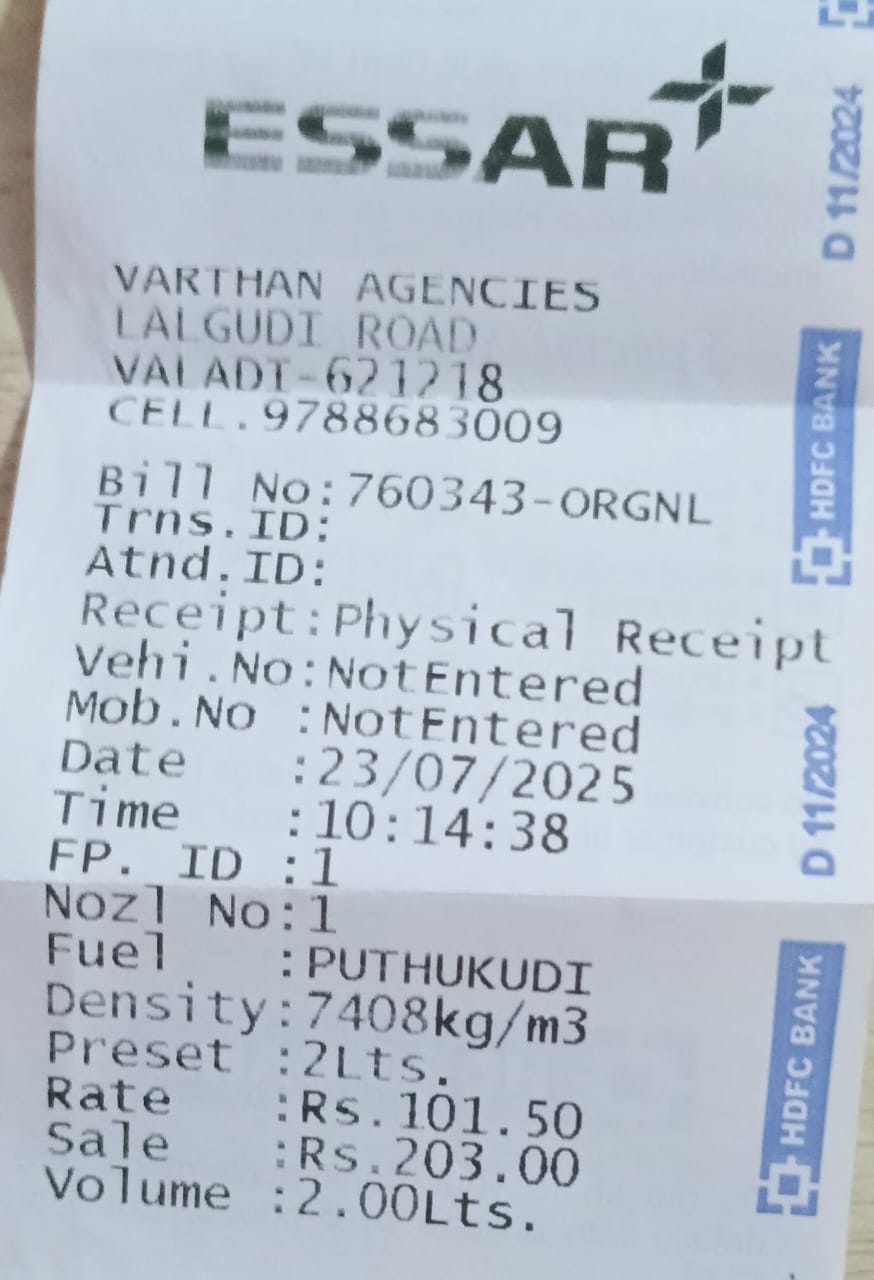 ESSAR
VARTHAN AGENCIES
LALGUDI ROAD
VALADI-621218
CELL.9788683009
Bill No:760343-ORGNL
Trns.ID:
Atnd.ID:
Receipt:Physical Receipt
Vehi.No:NotEntered
Mob.No :NotEntered
Date :23/07/2025
Time :10:14:38
FP. ID :1
Nozl No:1
Fuel :PUTHUKUDI
Density:7408kg/m3
Preset :2Lts.
Rate :Rs.101.50
Sale :Rs.203.00
Volume :2.00Lts.
D 11/2024
HDFC BANK
D 11/2024
HDFC BANK